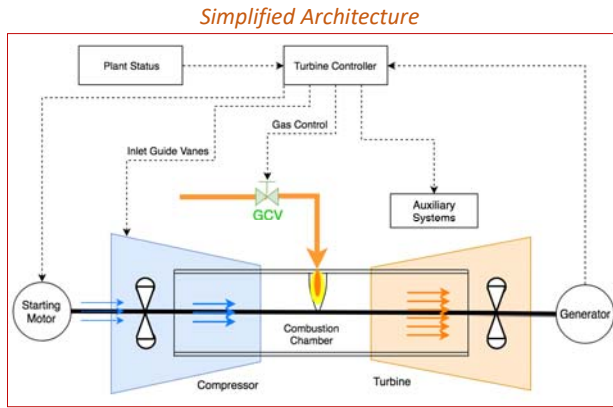 Simplified Architecture
Plant Status
Turbine Controller
Gas Control
Inlet Guide Vanes
GCV
Auxiliary
Systems
Starting
Motor
Generator
Combustion
Chamber
Compressor
Turbine